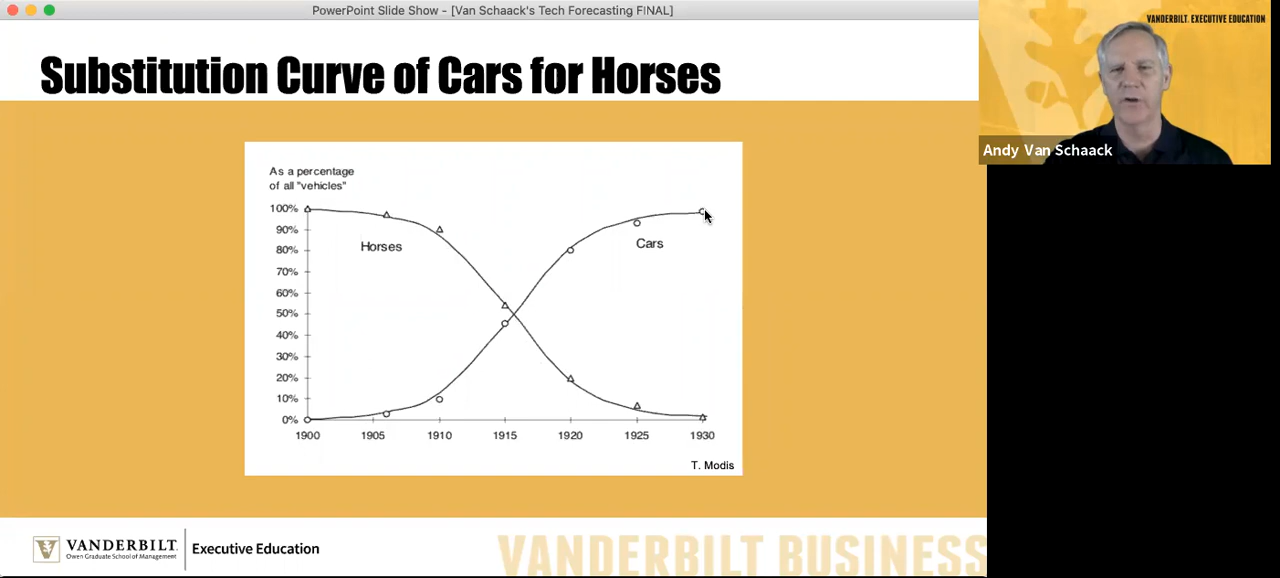 PowerPoint Slide Show - [Van Schaack's Tech Forecasting FINAL]
VANDERBILT. EXECUTIVE EDUCATION
Substitution Curve of Cars for Horses
Andy Van Schaack
As a percentage
of all "vehicles"
100%
90%
80%
70%
60%
50%
40%
30%
20%
10%
0%
Horses
Cars
1900 1905 1910 1915 1920 1925 1930
T. Modis
VANDERBILT
Owen Graduate School of Management
Executive Education
VANDERBILT BUSINESS